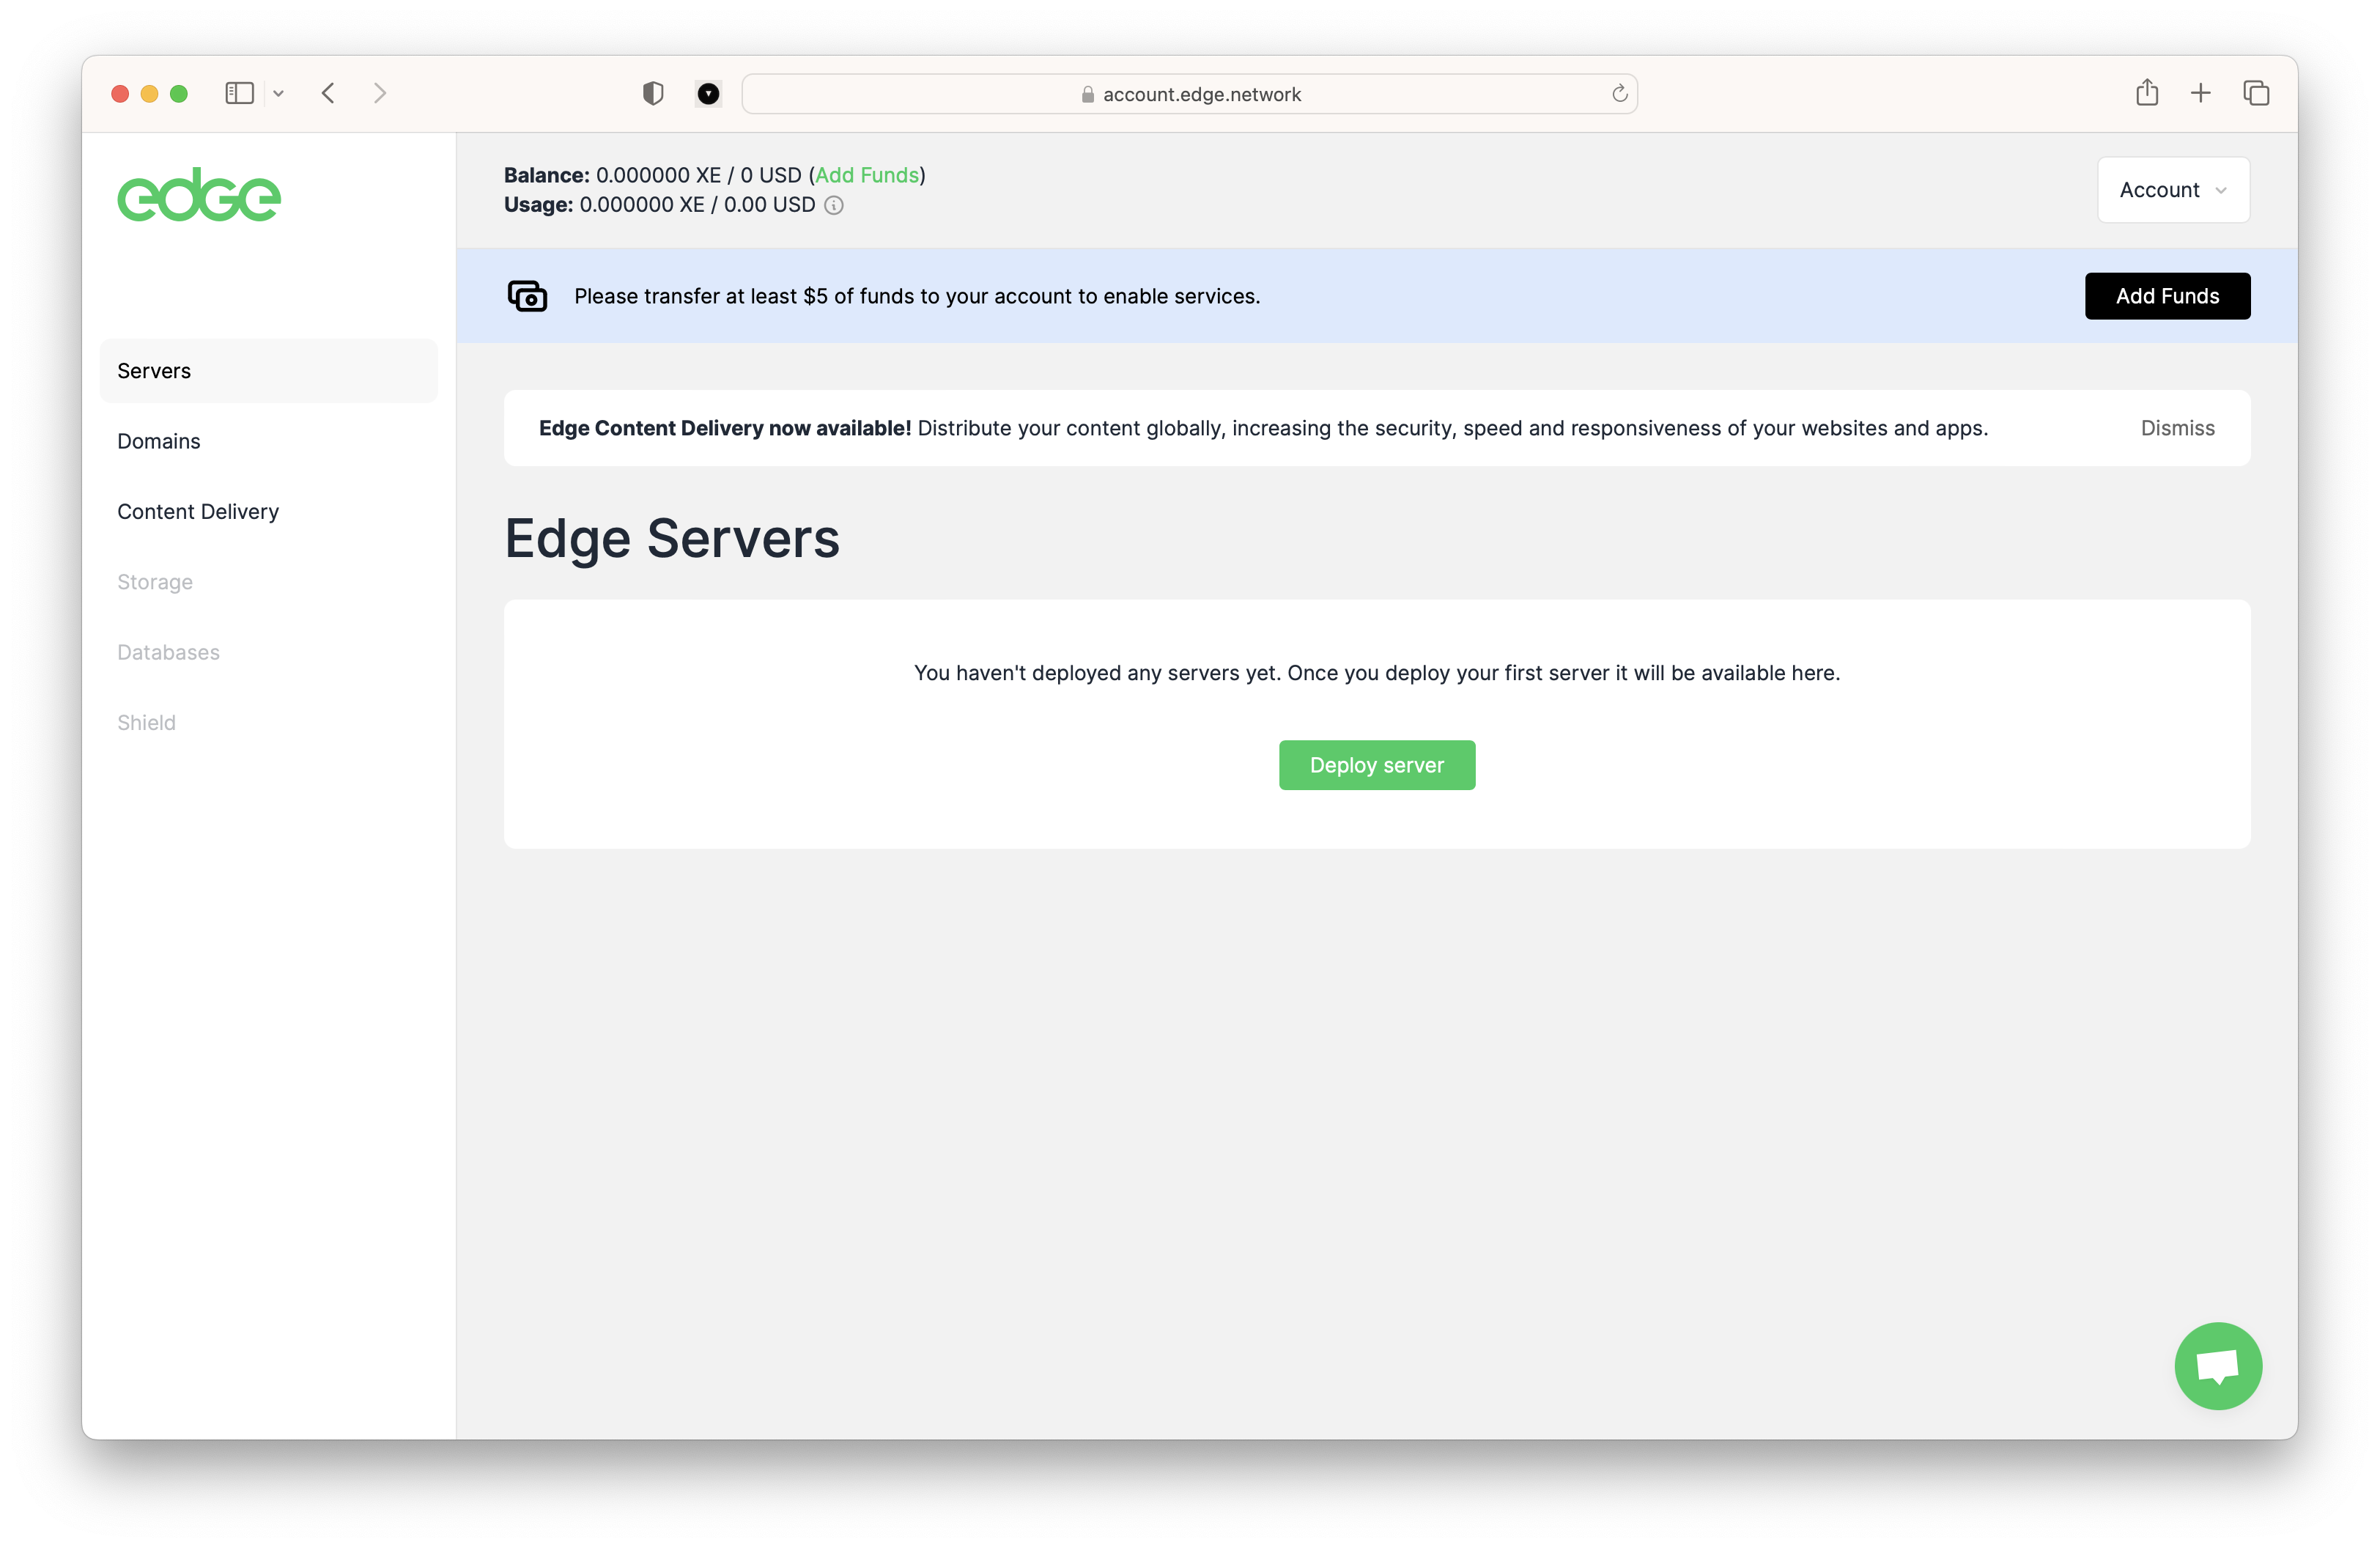 account.edge.network
edge
Balance: 0.000000 XE / 0 USD (Add Funds)
Usage: 0.000000 XE / 0.00 USD
Account
Please transfer at least $5 of funds to your account to enable services.
Add Funds
Servers
Domains
Content Delivery
Storage
Databases
Shield
Edge Content Delivery now available! Distribute your content globally, increasing the security, speed and responsiveness of your websites and apps.
Dismiss
Edge Servers
You haven't deployed any servers yet. Once you deploy your first server it will be available here.
Deploy server